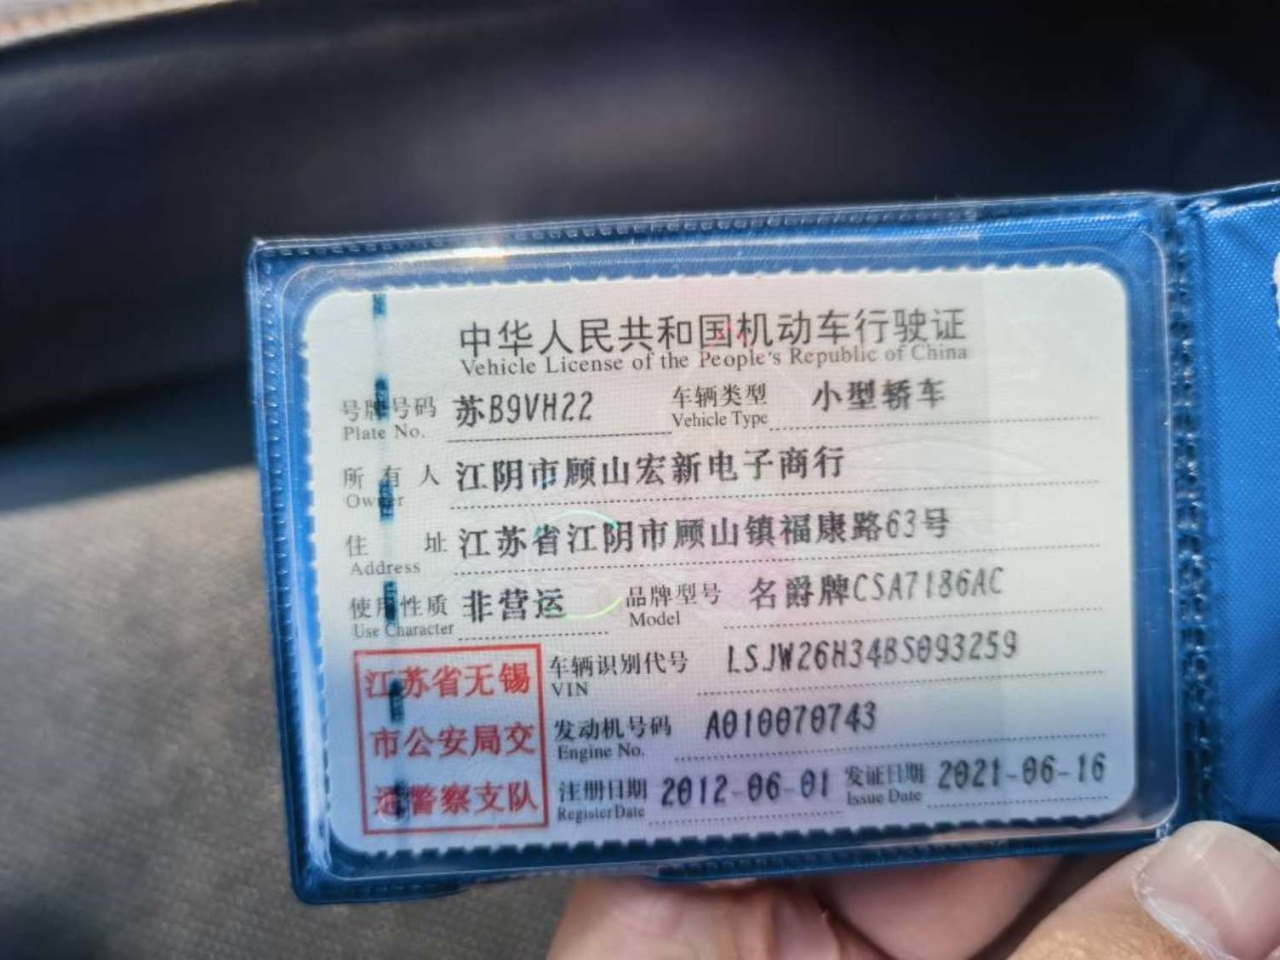 中华人民共和国机动车行驶证
Vehicle License of the People's Republic of China
号牌号码 苏B9VH22 车辆类型 小型轿车
Plate No. Vehicle Type
所有人 江阴市顾山宏新电子商行
Owner
住址 江苏省江阴市顾山镇福康路63号
Address
使用性质 非营运 品牌型号 名爵牌CSA7186AC
Use Character Model
江苏省无锡 车辆识别代号 LSJW26H34BS093259
VIN
市公安局交 发动机号码 A010070743
Engine No.
通警察支队 注册日期 2012-06-01 发证日期 2021-06-16
Register Date Issue Date